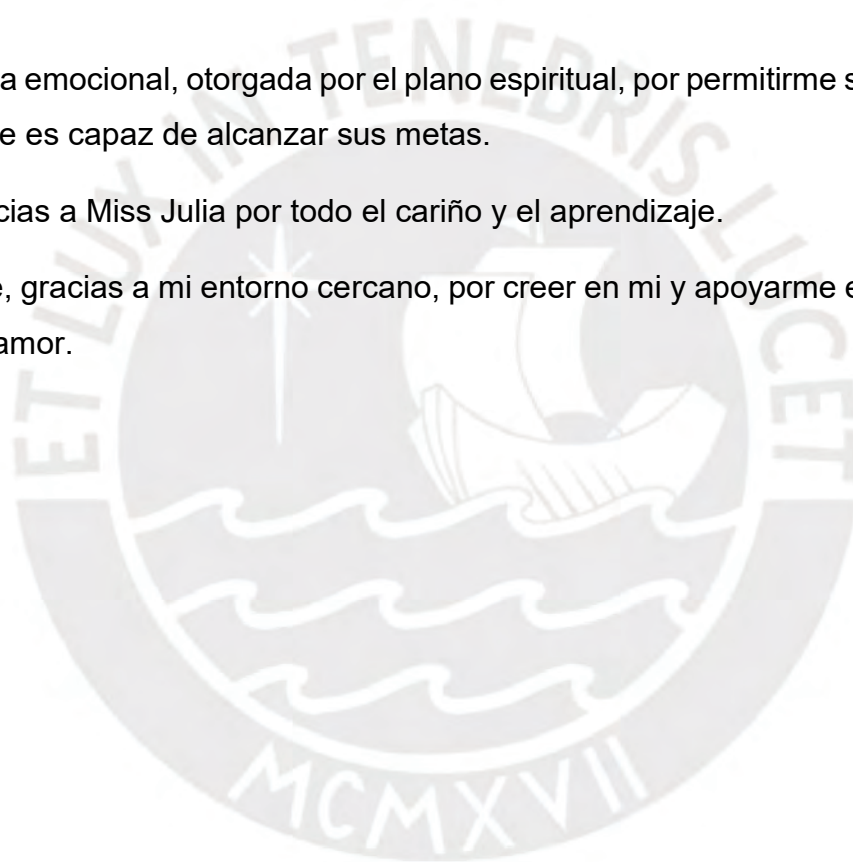 a emocional, otorgada por el plano espiritual, por permitirme s
e es capaz de alcanzar sus metas.
cias a Miss Julia por todo el cariño y el aprendizaje.
e, gracias a mi entorno cercano, por creer en mi y apoyarme e
amor.
ET LUX IN TENEBRIS LUCET
MCMXVII